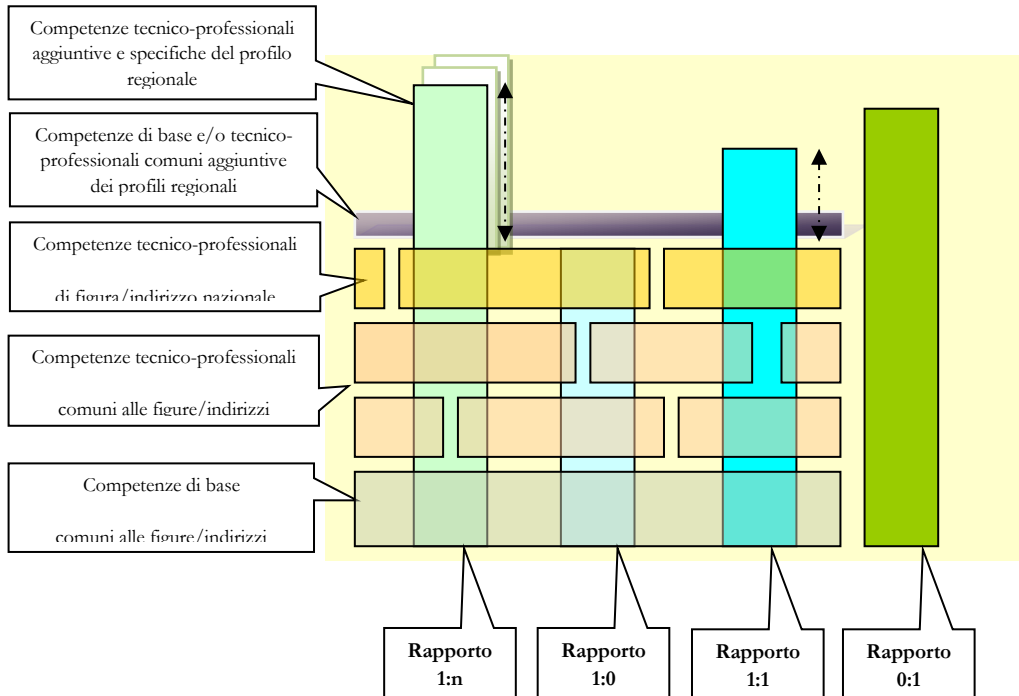 Competenze tecnico-professionali
aggiuntive e specifiche del profilo
regionale
Competenze di base e/o tecnico-
professionali comuni aggiuntive
dei profili regionali
Competenze tecnico-professionali
di figura/indirizzo nazionale
Competenze tecnico-professionali
comuni alle figure/indirizzi
Competenze di base
comuni alle figure/indirizzi
Rapporto
1:n
Rapporto
1:0
Rapporto
1:1
Rapporto
0:1